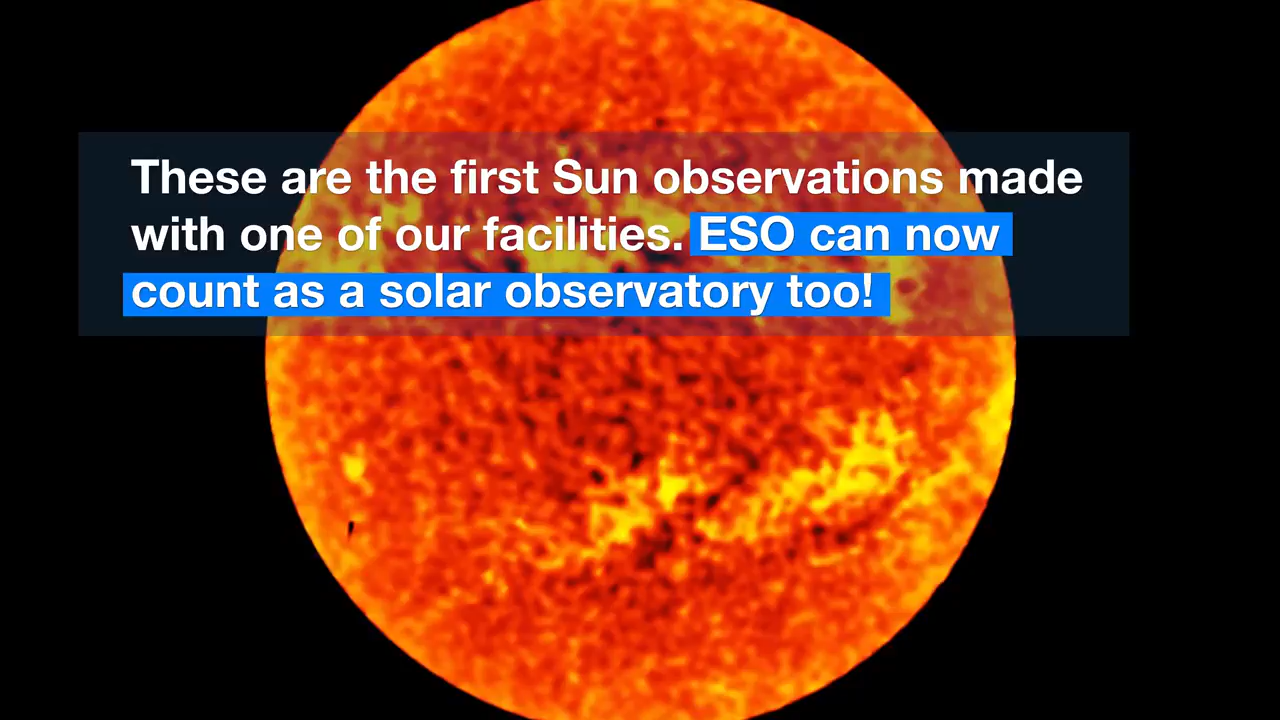 These are the first Sun observations made
with one of our facilities. ESO can now
count as a solar observatory too!